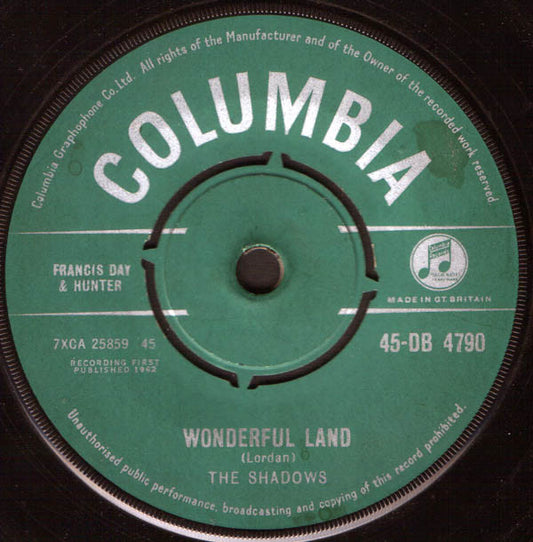 Columbia Graphophone Co. Ltd. All rights of the Manufacturer and of the Owner of the recorded work reserved.
COLUMBIA
FRANCIS DAY
& HUNTER
MADE IN GT. BRITAIN
7XCA 25859 45
45-DB 4790
RECORDING FIRST
PUBLISHED 1962
WONDERFUL LAND
(Lordan)
THE SHADOWS
Unauthorised public performance, broadcasting and copying of this record prohibited.